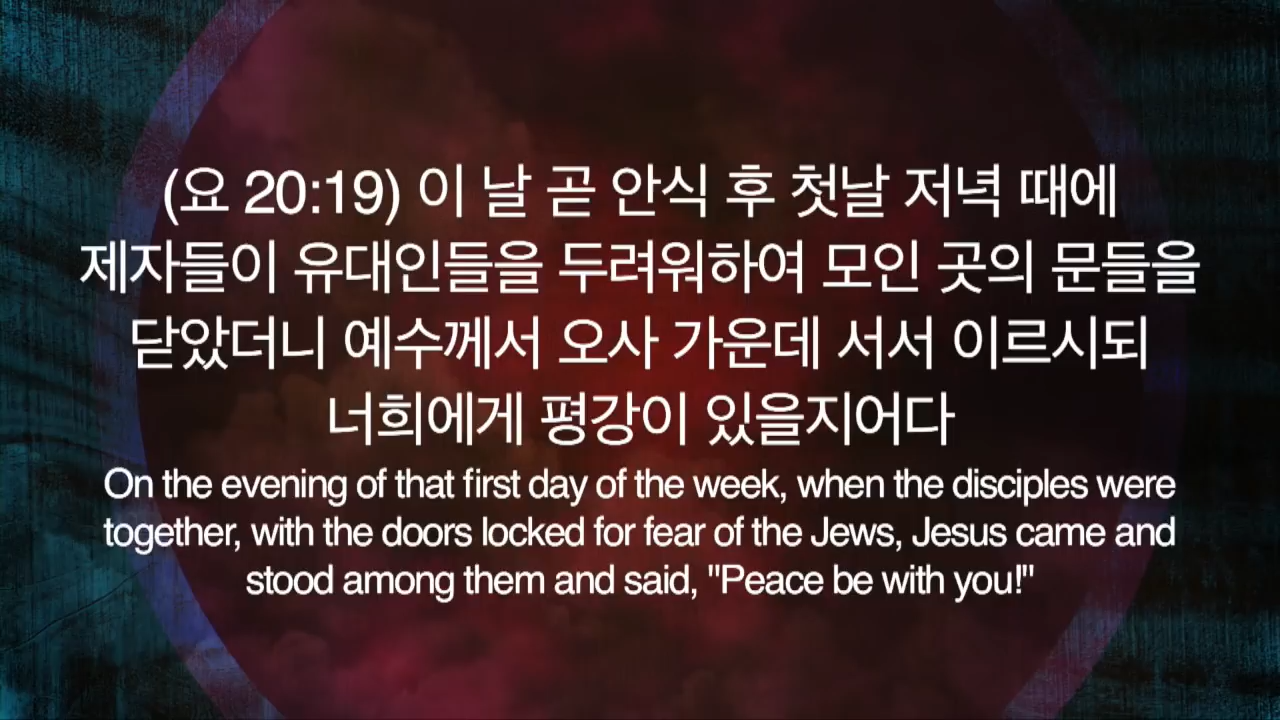 (요 20:19) 이 날 곧 안식 후 첫날 저녁 때에
제자들이 유대인들을 두려워하여 모인 곳의 문들을
닫았더니 예수께서 오사 가운데 서서 이르시되
너희에게 평강이 있을지어다
On the evening of that first day of the week, when the disciples were
together, with the doors locked for fear of the Jews, Jesus came and
stood among them and said, "Peace be with you!"